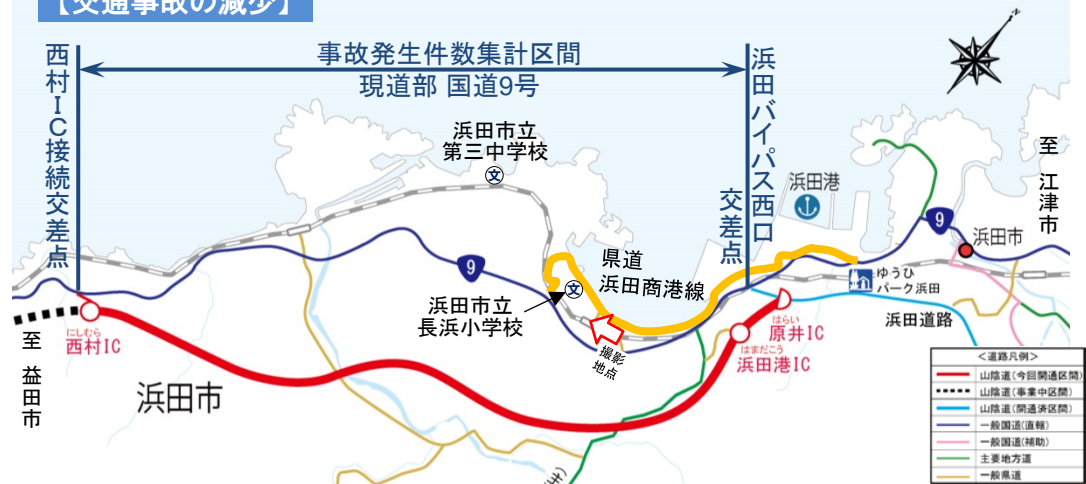 【交通事故の減少】
西村IC接続交差点
事故発生件数集計区間
現道部 国道9号
浜田バイパス西口
交差点
N
浜田市立
第三中学校
文
浜田港
至 江津市
9
浜田市
9
県道
浜田商港線
文
ゆうひ
パーク浜田
浜田市立
長浜小学校
浜田道路
はらい
原井IC
にしむら
西村IC
撮影
地点
はまだこう
浜田港IC
至 益田市
浜田市
(主)
<道路凡例>
山陰道(今回開通区間)
山陰道(事業中区間)
山陰道(開通済区間)
一般国道(直轄)
一般国道(補助)
主要地方道
一般県道